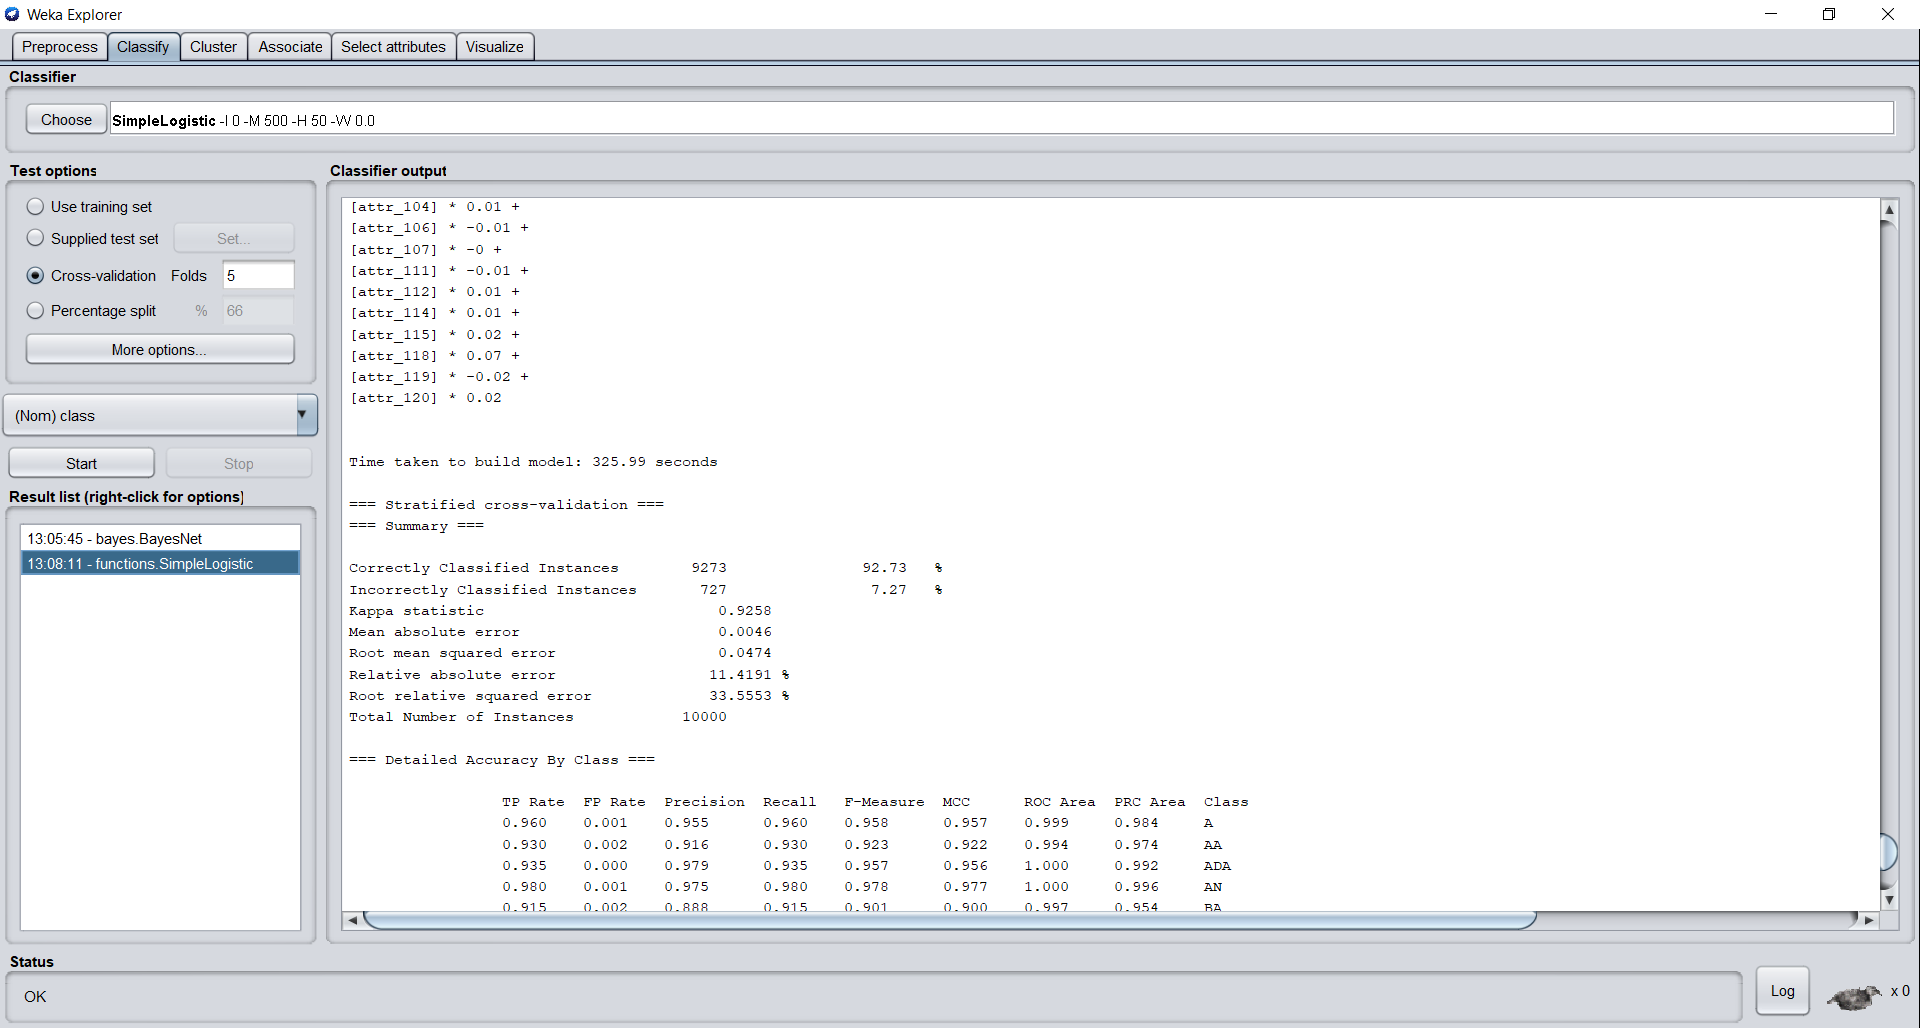 Weka Explorer
Preprocess Classify Cluster Associate Select attributes Visualize
Classifier
Choose SimpleLogistic -I 0 -M 500 -H 50 -W 0.0
Test options
Use training set
Supplied test set Set...
Cross-validation Folds 5
Percentage split % 66
More options...
(Nom) class
Start Stop
Result list (right-click for options)
13:05:45 - bayes.BayesNet
13:08:11 - functions.SimpleLogistic
Classifier output
[attr_104] * 0.01 +
[attr_106] * -0.01 +
[attr_107] * -0 +
[attr_111] * -0.01 +
[attr_112] * 0.01 +
[attr_114] * 0.01 +
[attr_115] * 0.02 +
[attr_118] * 0.07 +
[attr_119] * -0.02 +
[attr_120] * 0.02
Time taken to build model: 325.99 seconds
=== Stratified cross-validation ===
=== Summary ===
Correctly Classified Instances 9273 92.73 %
Incorrectly Classified Instances 727 7.27 %
Kappa statistic 0.9258
Mean absolute error 0.0046
Root mean squared error 0.0474
Relative absolute error 11.4191 %
Root relative squared error 33.5553 %
Total Number of Instances 10000
=== Detailed Accuracy By Class ===
TP Rate FP Rate Precision Recall F-Measure MCC ROC Area PRC Area Class
0.960 0.001 0.955 0.960 0.958 0.957 0.999 0.984 A
0.930 0.002 0.916 0.930 0.923 0.922 0.994 0.974 AA
0.935 0.000 0.979 0.935 0.957 0.956 1.000 0.992 ADA
0.980 0.001 0.975 0.980 0.978 0.977 1.000 0.996 AN
0.915 0.002 0.888 0.915 0.901 0.900 0.997 0.954 BA
Status
OK
Log x 0